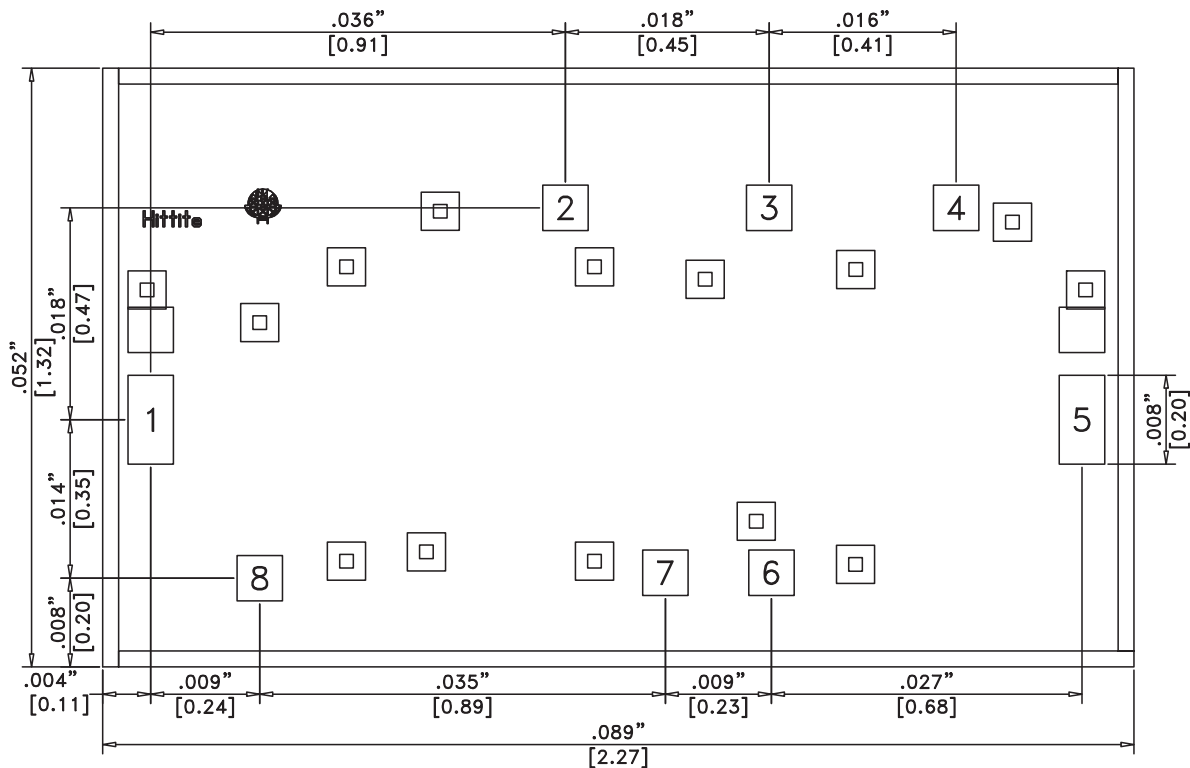 .036” .018” .016”
[0.91] [0.45] [0.41]
Hittite
2 3 4
.018”
[0.47]
.052”
[1.32]
1 5
.008”
[0.20]
.014”
[0.35]
8 7 6
.008”
[0.20]
.004” .009” .035” .009” .027”
[0.11] [0.24] [0.89] [0.23] [0.68]
.089”
[2.27]